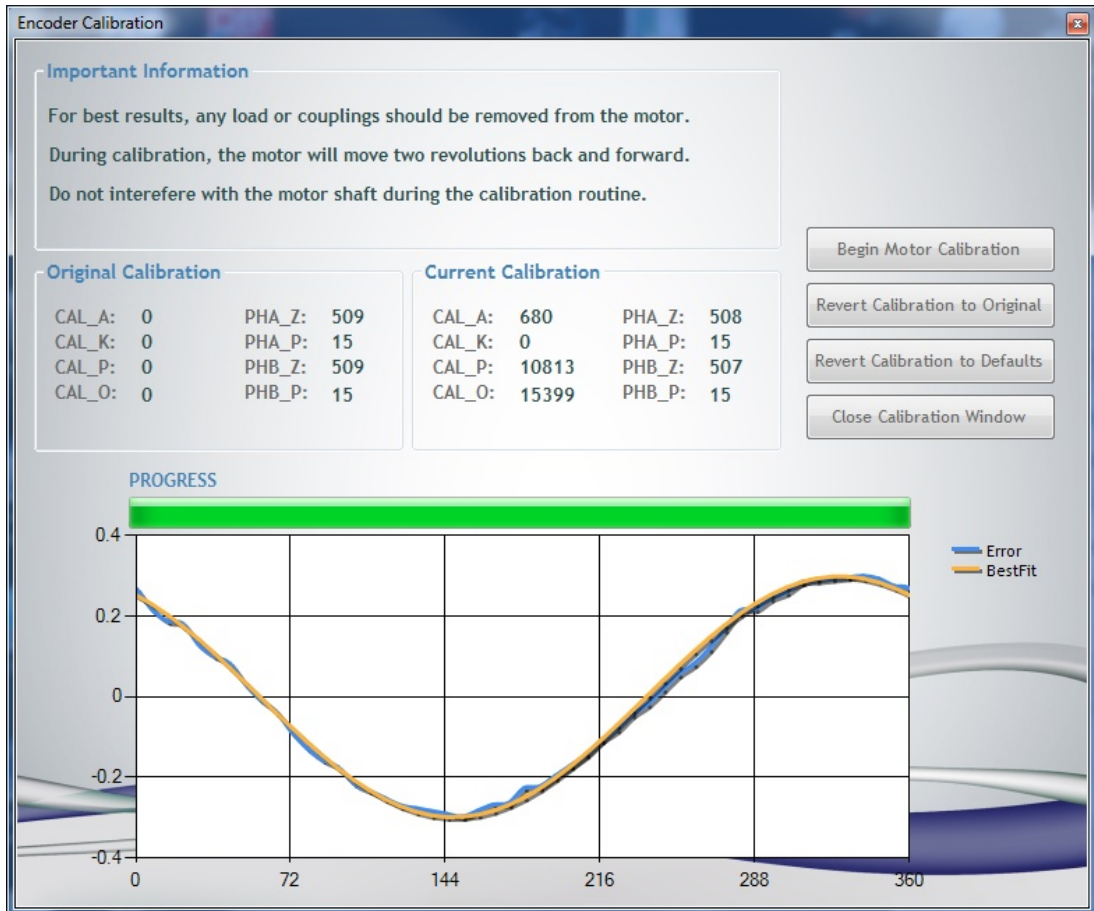 Encoder Calibration
Important Information
For best results, any load or couplings should be removed from the motor.
During calibration, the motor will move two revolutions back and forward.
Do not interefere with the motor shaft during the calibration routine.
Begin Motor Calibration
Revert Calibration to Original
Revert Calibration to Defaults
Close Calibration Window
Original Calibration
CAL_A: 0 PHA_Z: 509
CAL_K: 0 PHA_P: 15
CAL_P: 0 PHB_Z: 509
CAL_O: 0 PHB_P: 15
Current Calibration
CAL_A: 680 PHA_Z: 508
CAL_K: 0 PHA_P: 15
CAL_P: 10813 PHB_Z: 507
CAL_O: 15399 PHB_P: 15
PROGRESS
0.4
0.2
0
-0.2
-0.4
0 72 144 216 288 360
Error
BestFit